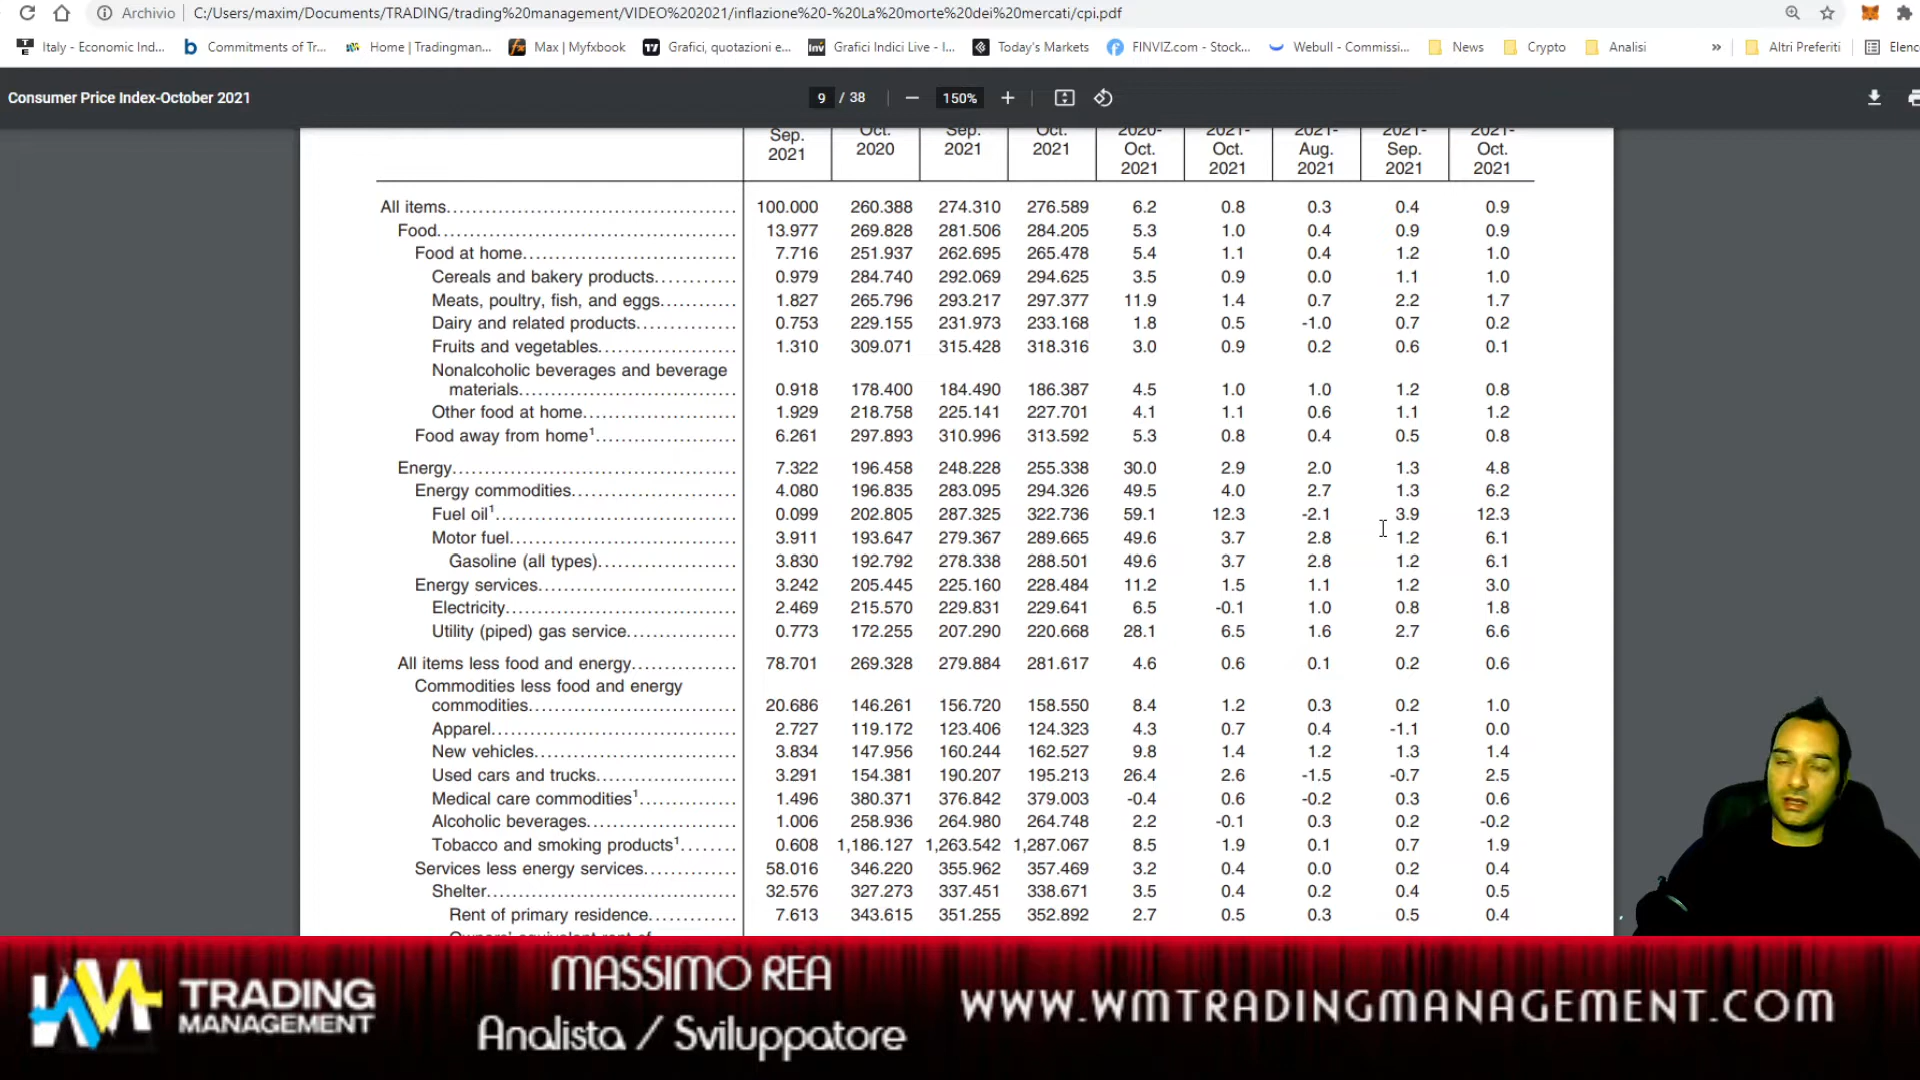 Archivio C:/Users/maxim/Documents/TRADING/trading%20management/VIDEO%202021/inflazione%20-%20La%20morte%20dei%20mercati/cpi.pdf
Italy - Economic Ind... Commitments of Tr... Home | Tradingman... Max | Myfxbook Grafici, quotazioni e... Grafici Indici Live - I... Today's Markets FINVIZ.com - Stock... Webull - Commissi... News Crypto Analisi » Altri Preferiti Elenc
Consumer Price Index-October 2021 9 / 38 150%
Sep. 2021 Oct. 2020 Sep. 2021 Oct. 2021 2020-Oct. 2021 2021-Oct. 2021 2021-Aug. 2021 2021-Sep. 2021 2021-Oct. 2021
All items 100.000 260.388 274.310 276.589 6.2 0.8 0.3 0.4 0.9
Food 13.977 269.828 281.506 284.205 5.3 1.0 0.4 0.9 0.9
Food at home 7.716 251.937 262.695 265.478 5.4 1.1 0.4 1.2 1.0
Cereals and bakery products 0.979 284.740 292.069 294.625 3.5 0.9 0.0 1.1 1.0
Meats, poultry, fish, and eggs 1.827 265.796 293.217 297.377 11.9 1.4 0.7 2.2 1.7
Dairy and related products 0.753 229.155 231.973 233.168 1.8 0.5 -1.0 0.7 0.2
Fruits and vegetables 1.310 309.071 315.428 318.316 3.0 0.9 0.2 0.6 0.1
Nonalcoholic beverages and beverage
materials 0.918 178.400 184.490 186.387 4.5 1.0 1.0 1.2 0.8
Other food at home 1.929 218.758 225.141 227.701 4.1 1.1 0.6 1.1 1.2
Food away from home¹ 6.261 297.893 310.996 313.592 5.3 0.8 0.4 0.5 0.8
Energy 7.322 196.458 248.228 255.338 30.0 2.9 2.0 1.3 4.8
Energy commodities 4.080 196.835 283.095 294.326 49.5 4.0 2.7 1.3 6.2
Fuel oil¹ 0.099 202.805 287.325 322.736 59.1 12.3 -2.1 3.9 12.3
Motor fuel 3.911 193.647 279.367 289.665 49.6 3.7 2.8 1.2 6.1
Gasoline (all types) 3.830 192.792 278.338 288.501 49.6 3.7 2.8 1.2 6.1
Energy services 3.242 205.445 225.160 228.484 11.2 1.5 1.1 1.2 3.0
Electricity 2.469 215.570 229.831 229.641 6.5 -0.1 1.0 0.8 1.8
Utility (piped) gas service 0.773 172.255 207.290 220.668 28.1 6.5 1.6 2.7 6.6
All items less food and energy 78.701 269.328 279.884 281.617 4.6 0.6 0.1 0.2 0.6
Commodities less food and energy
commodities 20.686 146.261 156.720 158.550 8.4 1.2 0.3 0.2 1.0
Apparel 2.727 119.172 123.406 124.323 4.3 0.7 0.4 -1.1 0.0
New vehicles 3.834 147.956 160.244 162.527 9.8 1.4 1.2 1.3 1.4
Used cars and trucks 3.291 154.381 190.207 195.213 26.4 2.6 -1.5 -0.7 2.5
Medical care commodities¹ 1.496 380.371 376.842 379.003 -0.4 0.6 -0.2 0.3 0.6
Alcoholic beverages 1.006 258.936 264.980 264.748 2.2 -0.1 0.3 0.2 -0.2
Tobacco and smoking products¹ 0.608 1,186.127 1,263.542 1,287.067 8.5 1.9 0.1 0.7 1.9
Services less energy services 58.016 346.220 355.962 357.469 3.2 0.4 0.0 0.2 0.4
Shelter 32.576 327.273 337.451 338.671 3.5 0.4 0.2 0.4 0.5
Rent of primary residence 7.613 343.615 351.255 352.892 2.7 0.5 0.3 0.5 0.4
Owners' equivalent rent of
TRADING
MANAGEMENT
MASSIMO REA
Analista / Sviluppatore
WWW.WMTRADINGMANAGEMENT.COM